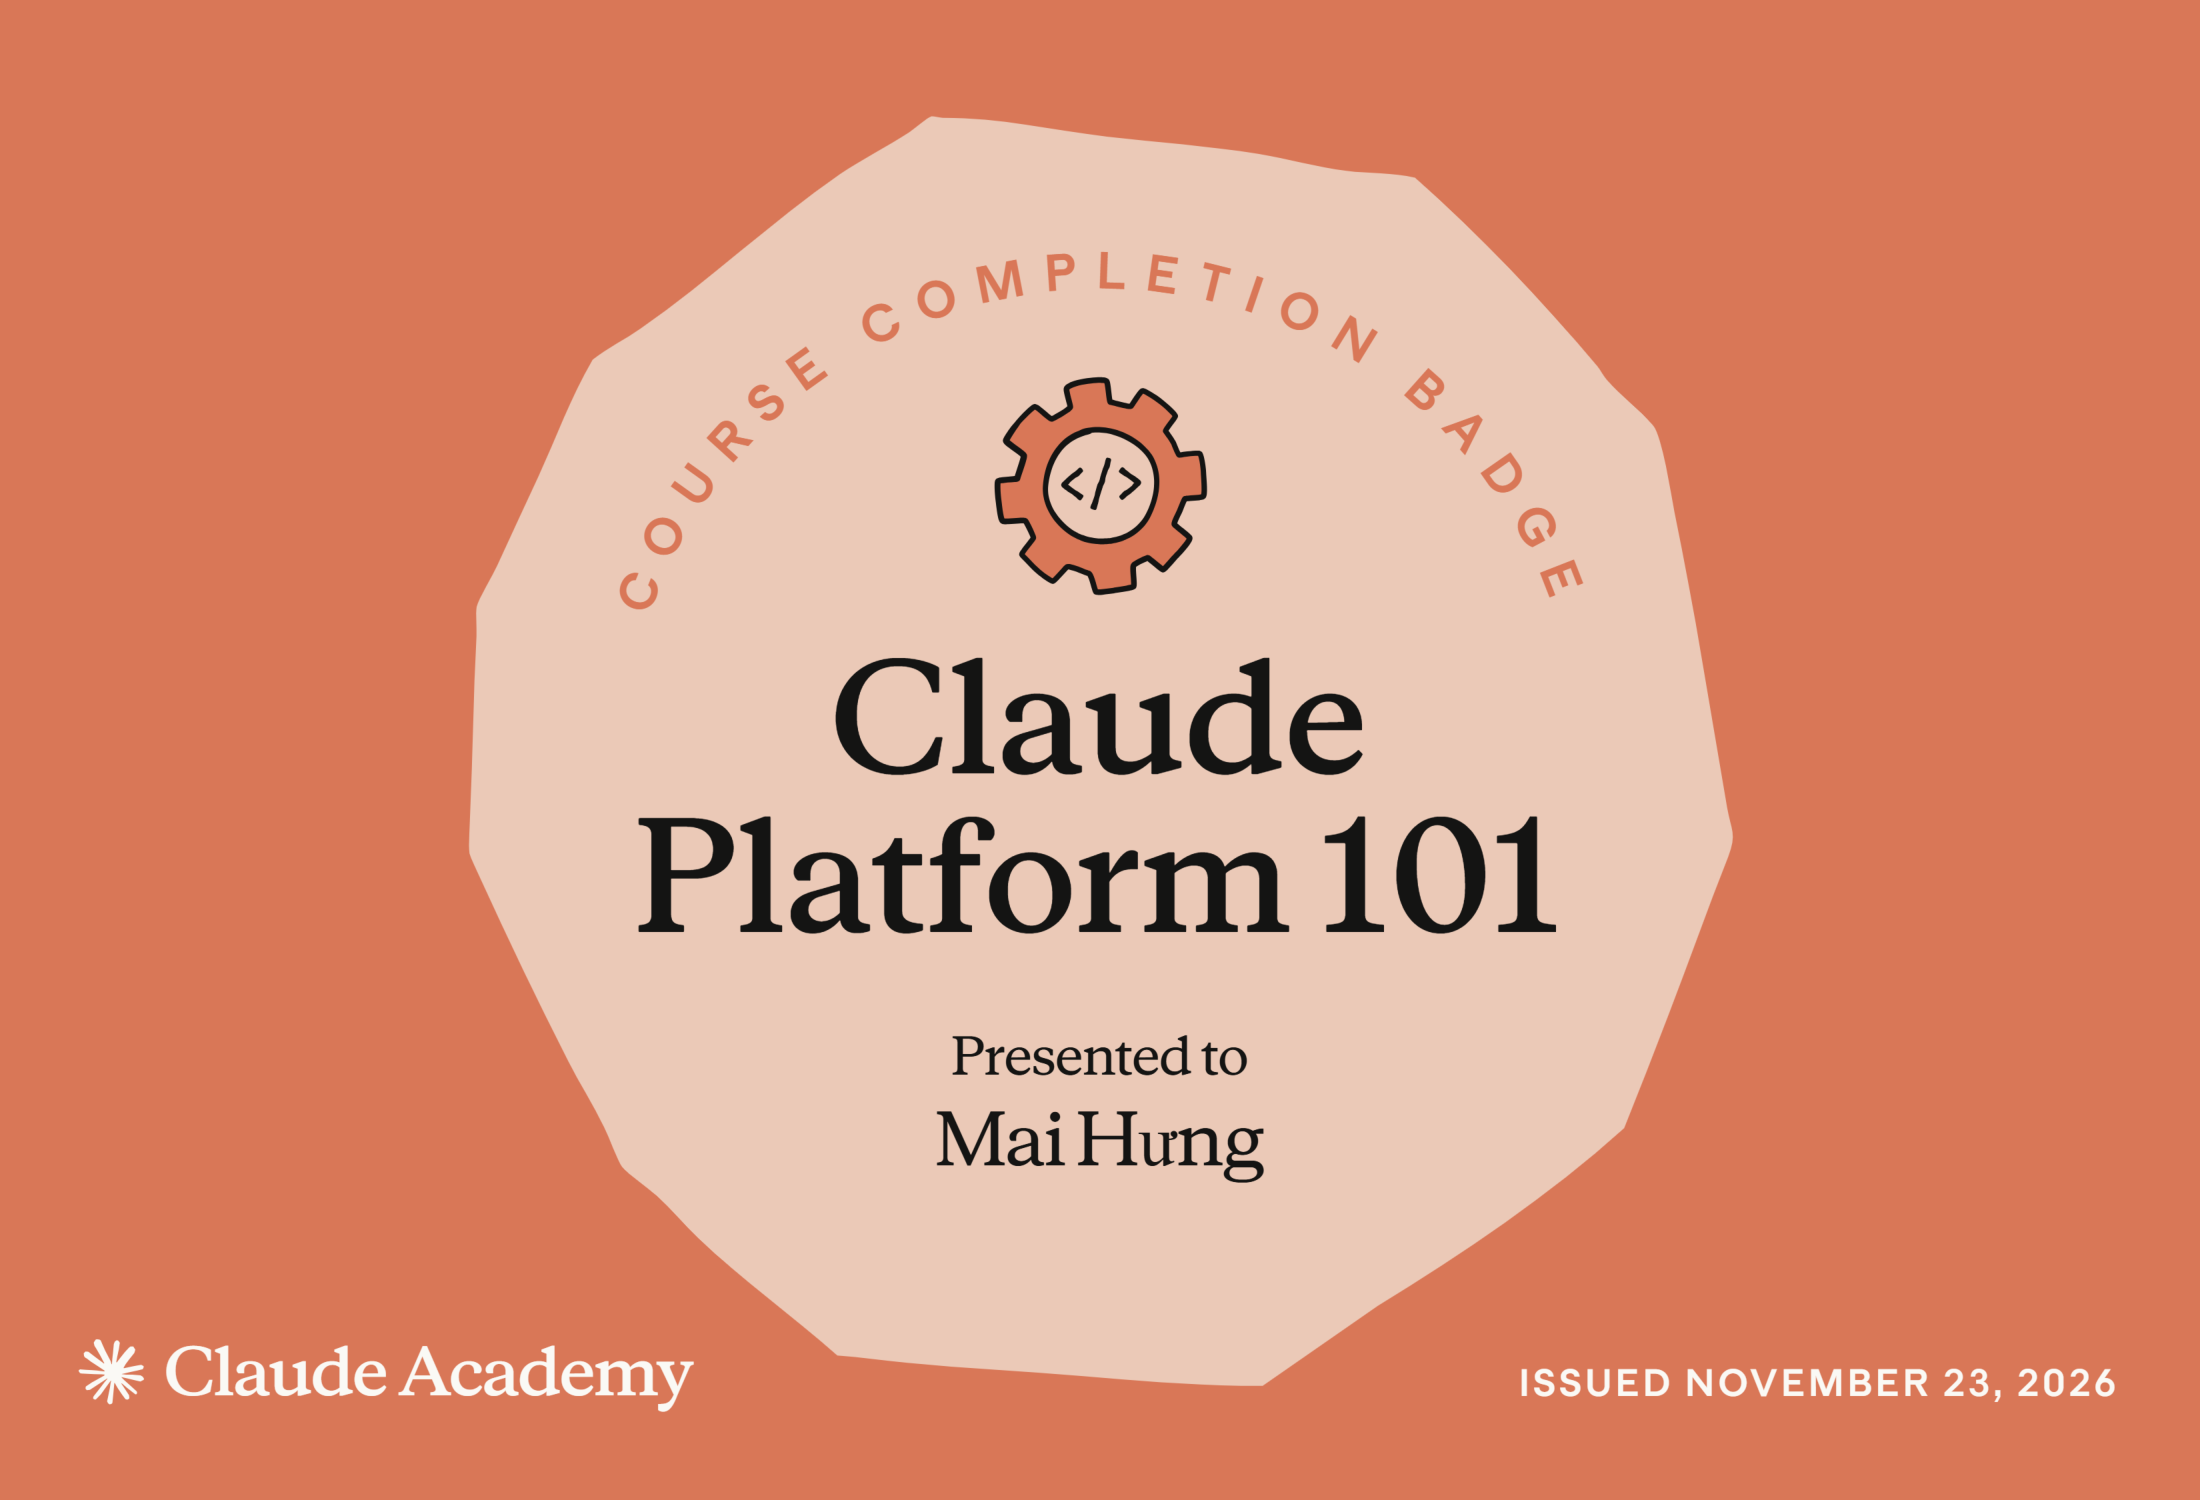 COURSE COMPLETION BADGE
</>
Claude
Platform 101
Presented to
Mai Hưng
Claude Academy
ISSUED NOVEMBER 23, 2026